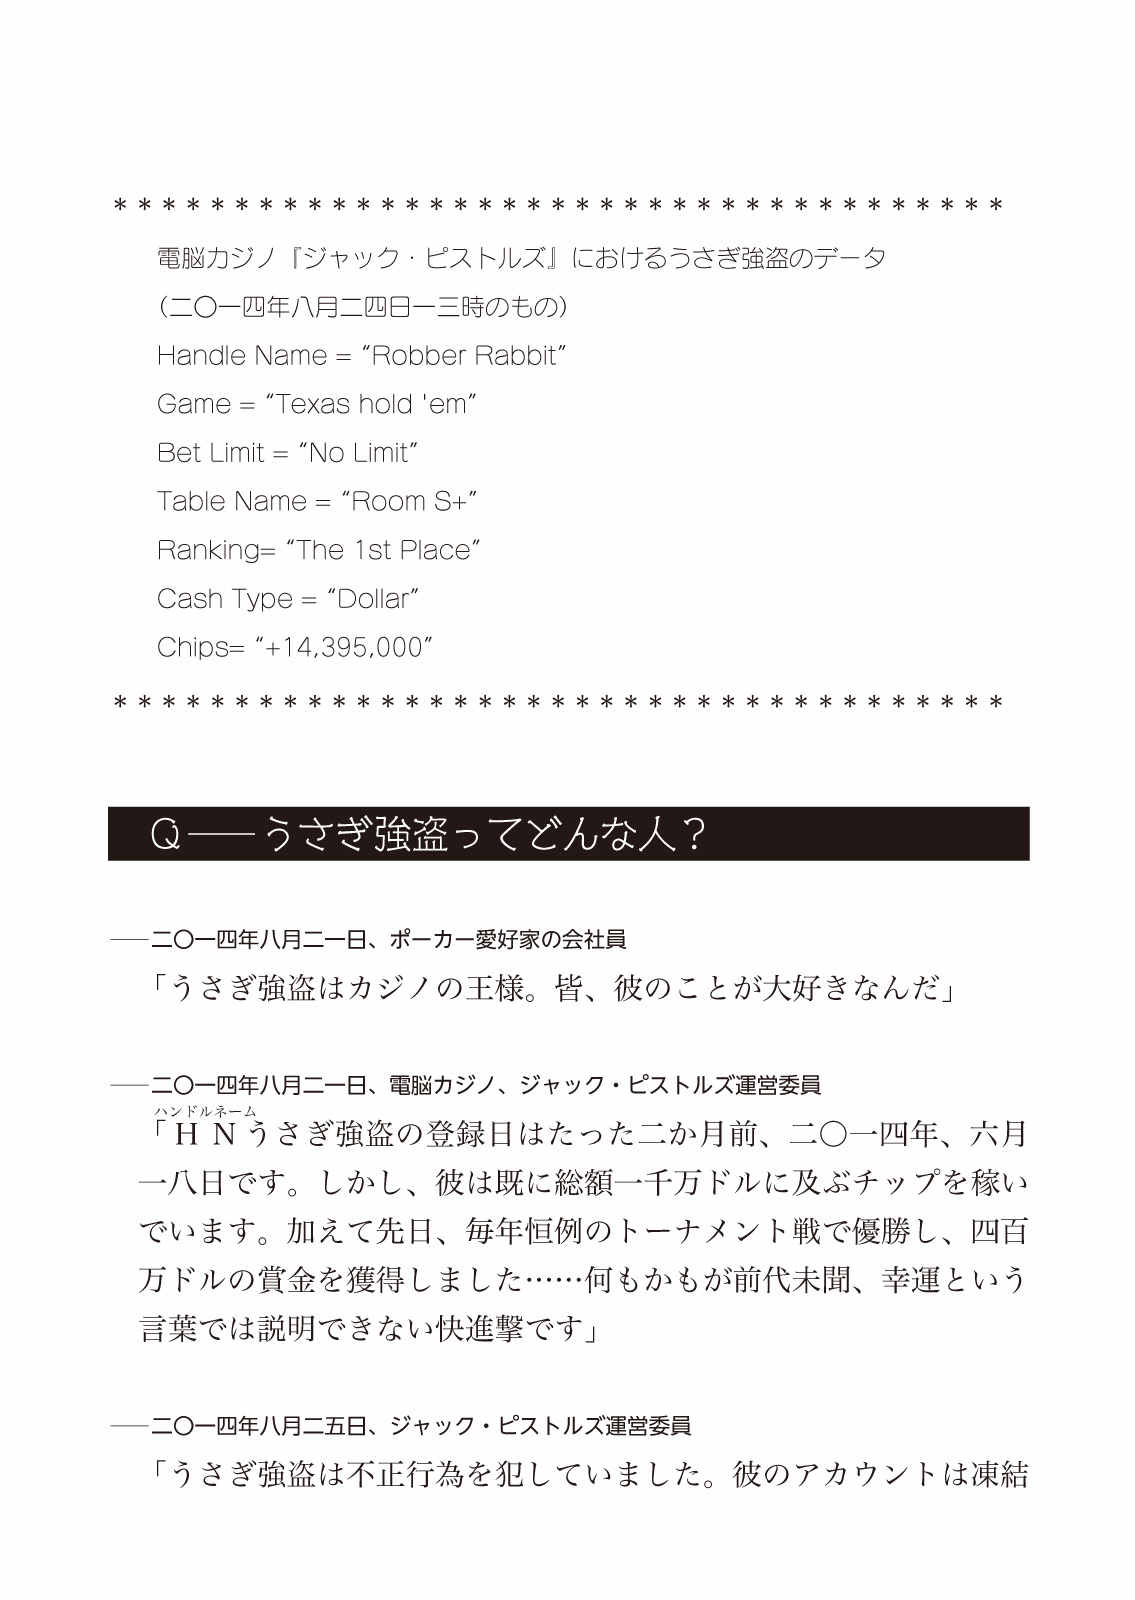 ＊＊＊＊＊＊＊＊＊＊＊＊＊＊＊＊＊＊＊＊＊＊＊＊＊＊＊＊＊＊＊＊＊＊＊＊＊
電脳カジノ『ジャック・ピストルズ』におけるうさぎ強盗のデータ
（二〇一四年八月二四日一三時のもの）
Handle Name = “Robber Rabbit”
Game = “Texas hold 'em”
Bet Limit = “No Limit”
Table Name = “Room S+”
Ranking= “The 1st Place”
Cash Type = “Dollar”
Chips= “+14,395,000”
＊＊＊＊＊＊＊＊＊＊＊＊＊＊＊＊＊＊＊＊＊＊＊＊＊＊＊＊＊＊＊＊＊＊＊＊＊
Q――うさぎ強盗ってどんな人？
――二〇一四年八月二一日、ポーカー愛好家の会社員
「うさぎ強盗はカジノの王様。皆、彼のことが大好きなんだ」
――二〇一四年八月二一日、電脳カジノ、ジャック・ピストルズ運営委員
ハンドルネーム
「ＨＮうさぎ強盗の登録日はたった二か月前、二〇一四年、六月
一八日です。しかし、彼は既に総額一千万ドルに及ぶチップを稼い
でいます。加えて先日、毎年恒例のトーナメント戦で優勝し、四百
万ドルの賞金を獲得しました……何もかもが前代未聞、幸運という
言葉では説明できない快進撃です」
――二〇一四年八月二五日、ジャック・ピストルズ運営委員
「うさぎ強盗は不正行為を犯していました。彼のアカウントは凍結